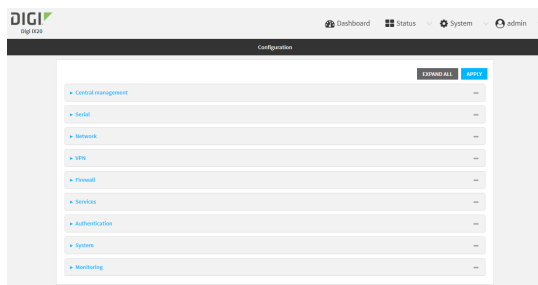 DIGI
Digi IX20
Dashboard Status System admin
Configuration
EXPAND ALL APPLY
Central management
Serial
Network
VPN
Firewall
Services
Authentication
System
Monitoring